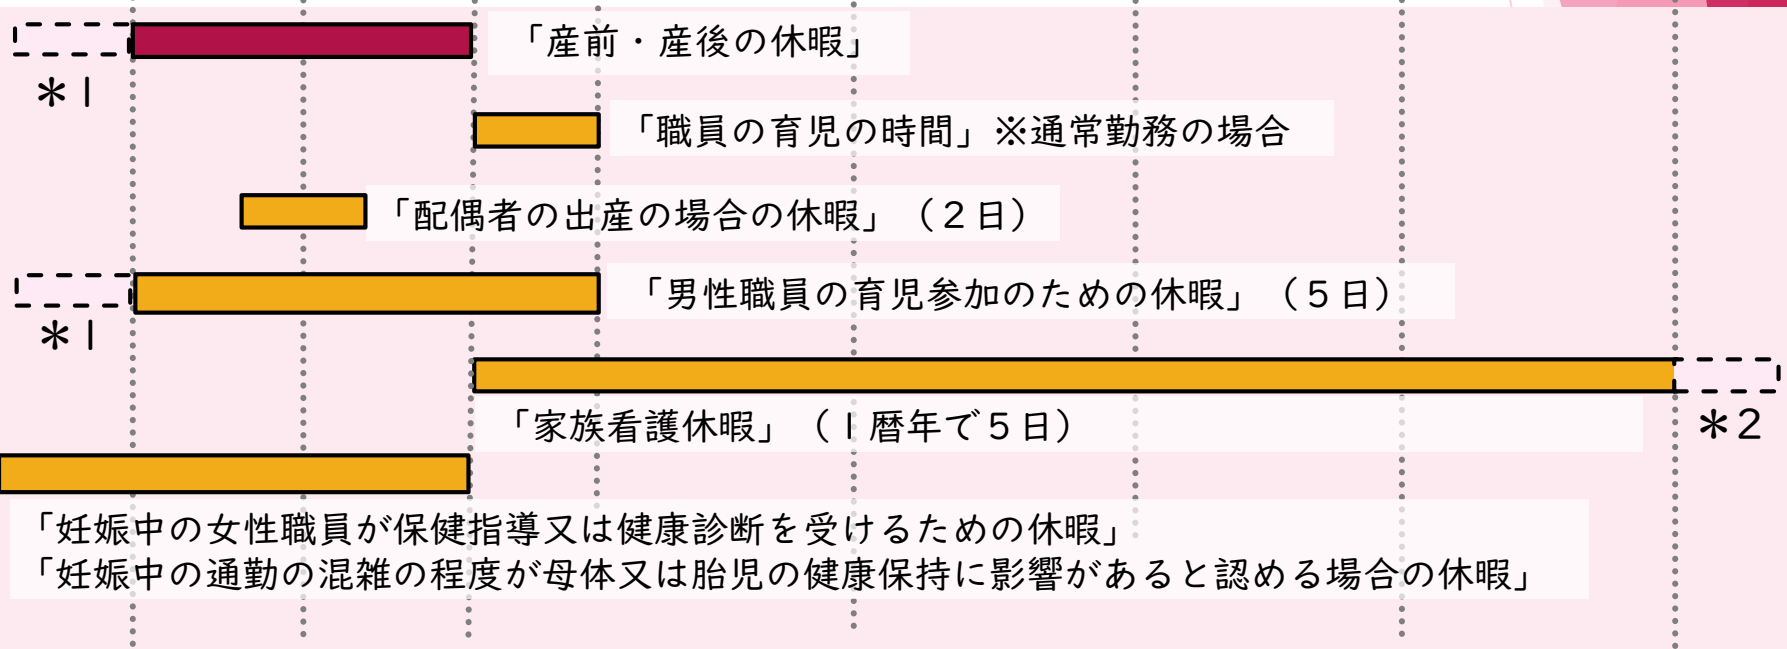 「産前・産後の休暇」
＊1
「職員の育児の時間」※通常勤務の場合
「配偶者の出産の場合の休暇」（２日）
「男性職員の育児参加のための休暇」（５日）
＊1
「家族看護休暇」（1暦年で５日）
＊2
「妊娠中の女性職員が保健指導又は健康診断を受けるための休暇」
「妊娠中の通勤の混雑の程度が母体又は胎児の健康保持に影響があると認める場合の休暇」